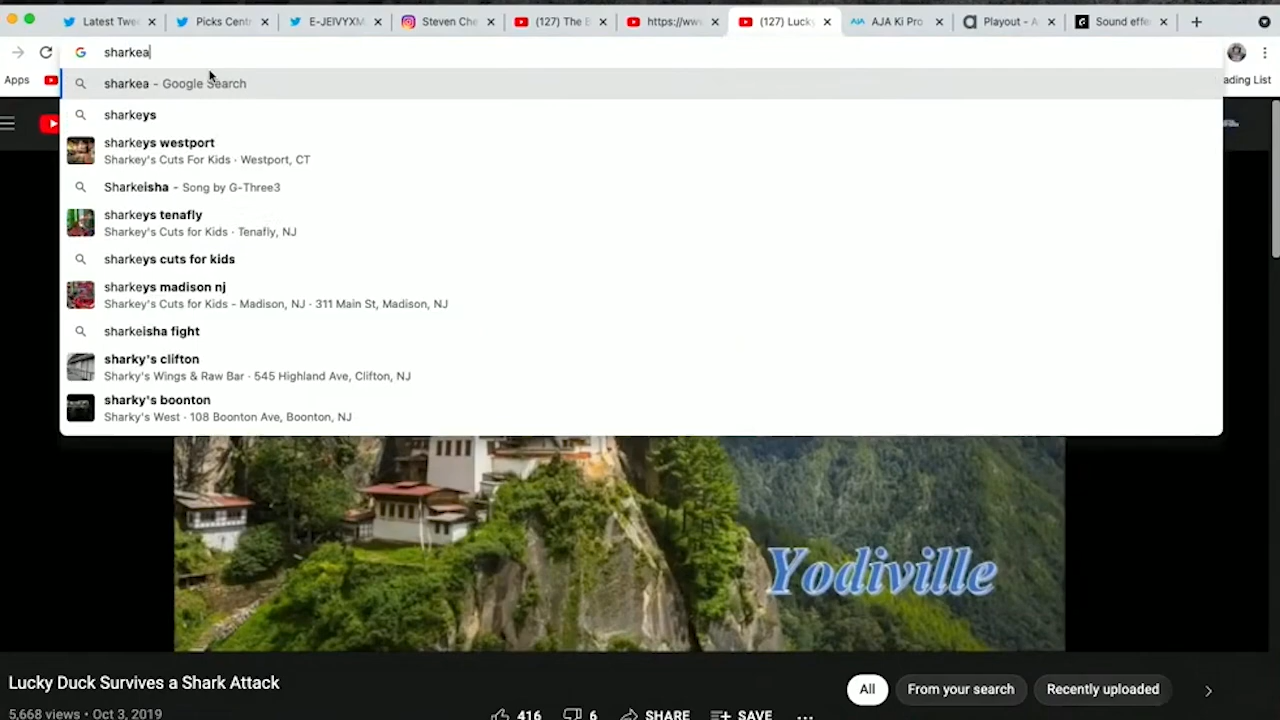 Latest Twee
Picks Centr
E-JEIVYXM
Steven Che
(127) The B
https://ww
(127) Lucky
AJA Ki Pro
Playout - A
Sound effe
sharkea
Apps
ading List
sharkea - Google Search
sharkeys
sharkeys westport
Sharkey's Cuts For Kids · Westport, CT
Sharkeisha - Song by G-Three3
sharkeys tenafly
Sharkey's Cuts for Kids · Tenafly, NJ
sharkeys cuts for kids
sharkeys madison nj
Sharkey's Cuts for Kids - Madison, NJ · 311 Main St, Madison, NJ
sharkeisha fight
sharky's clifton
Sharky's Wings & Raw Bar · 545 Highland Ave, Clifton, NJ
sharky's boonton
Sharky's West · 108 Boonton Ave, Boonton, NJ
Yodiville
Lucky Duck Survives a Shark Attack
All
From your search
Recently uploaded
5,668 views • Oct 3, 2019
416
6
SHARE
SAVE